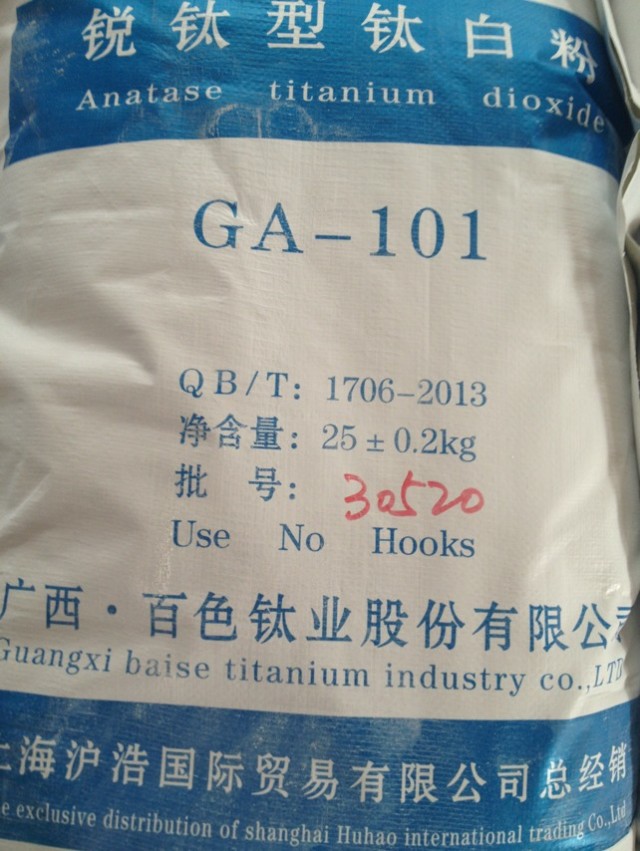 锐钛型钛白粉
Anatase titanium dioxide
GA-101
QB/T: 1706-2013
净含量: 25±0.2kg
批 号: 30520
Use No Hooks
广西·百色钛业股份有限公司
Guangxi baise titanium industry co.,LTD
上海沪浩国际贸易有限公司总经销
e exclusive distribution of shanghai Huhao international trading Co.,Ltd